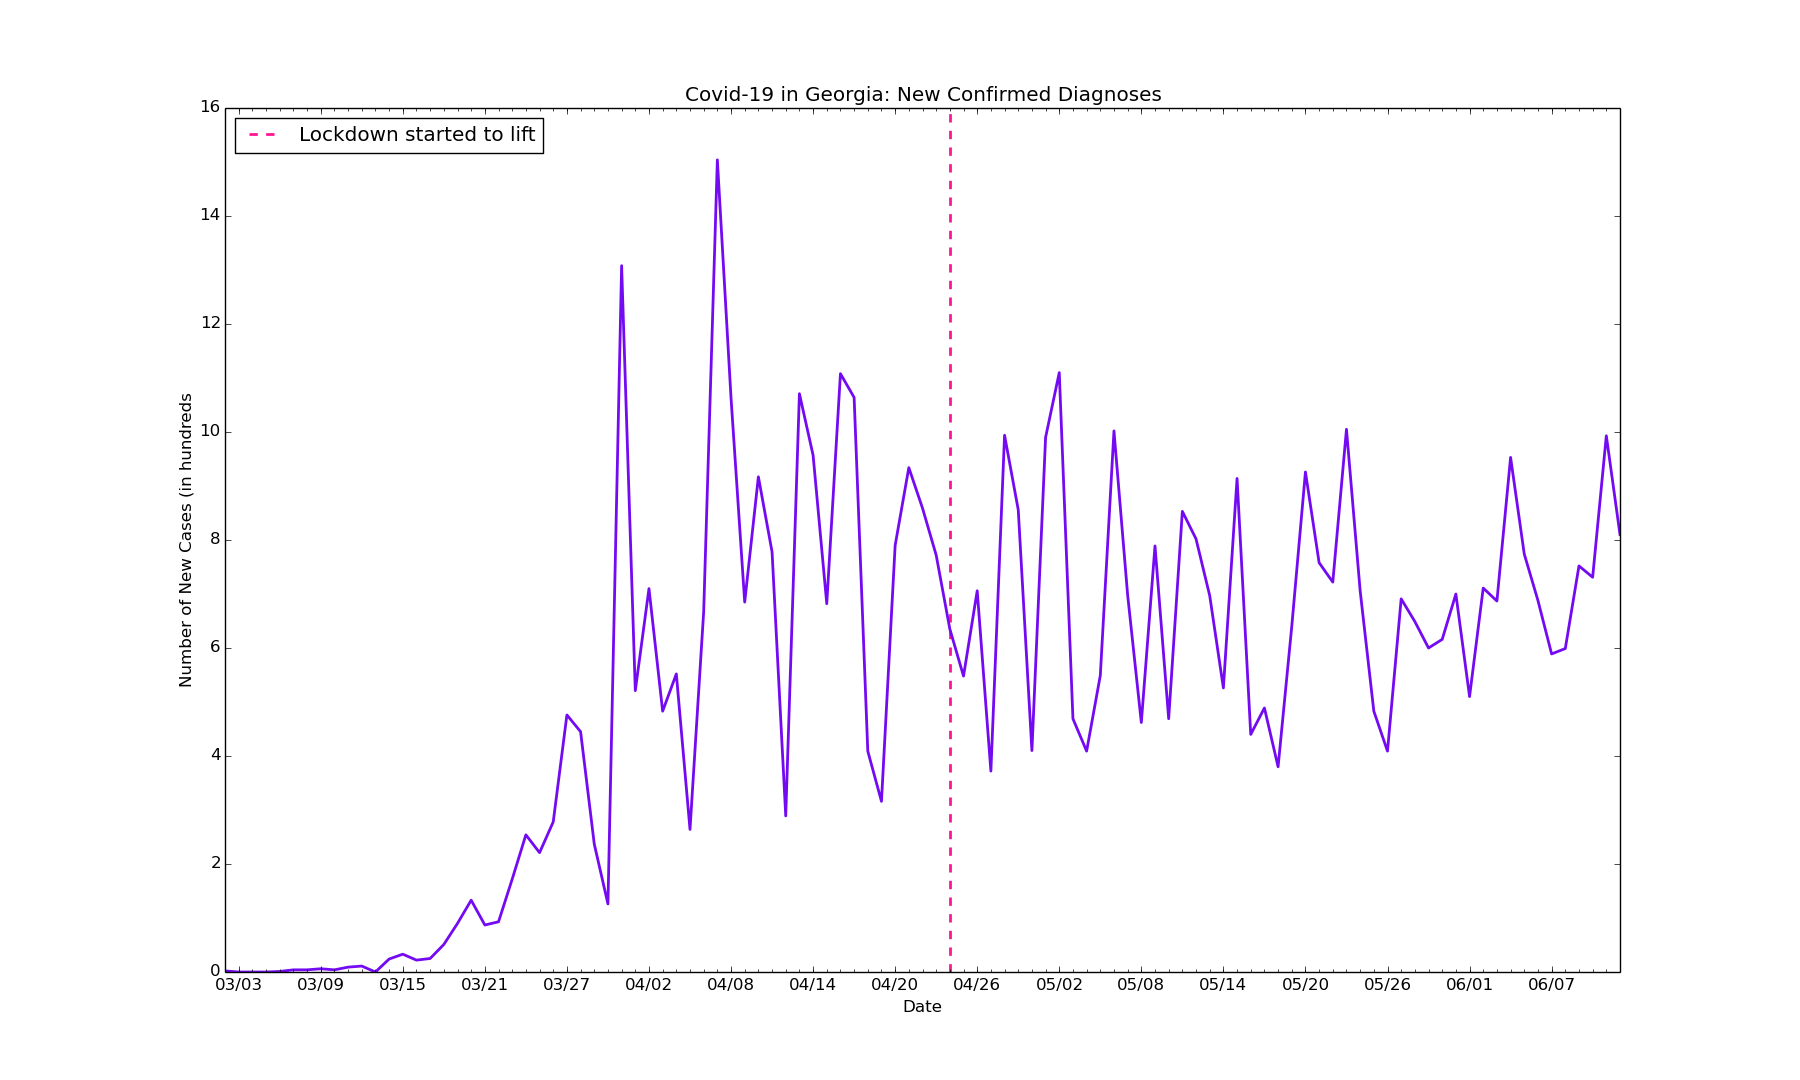 Covid-19 in Georgia: New Confirmed Diagnoses
Lockdown started to lift
Number of New Cases (in hundreds
16
14
12
10
8
6
4
2
0
03/03 03/09 03/15 03/21 03/27 04/02 04/08 04/14 04/20 04/26 05/02 05/08 05/14 05/20 05/26 06/01 06/07
Date